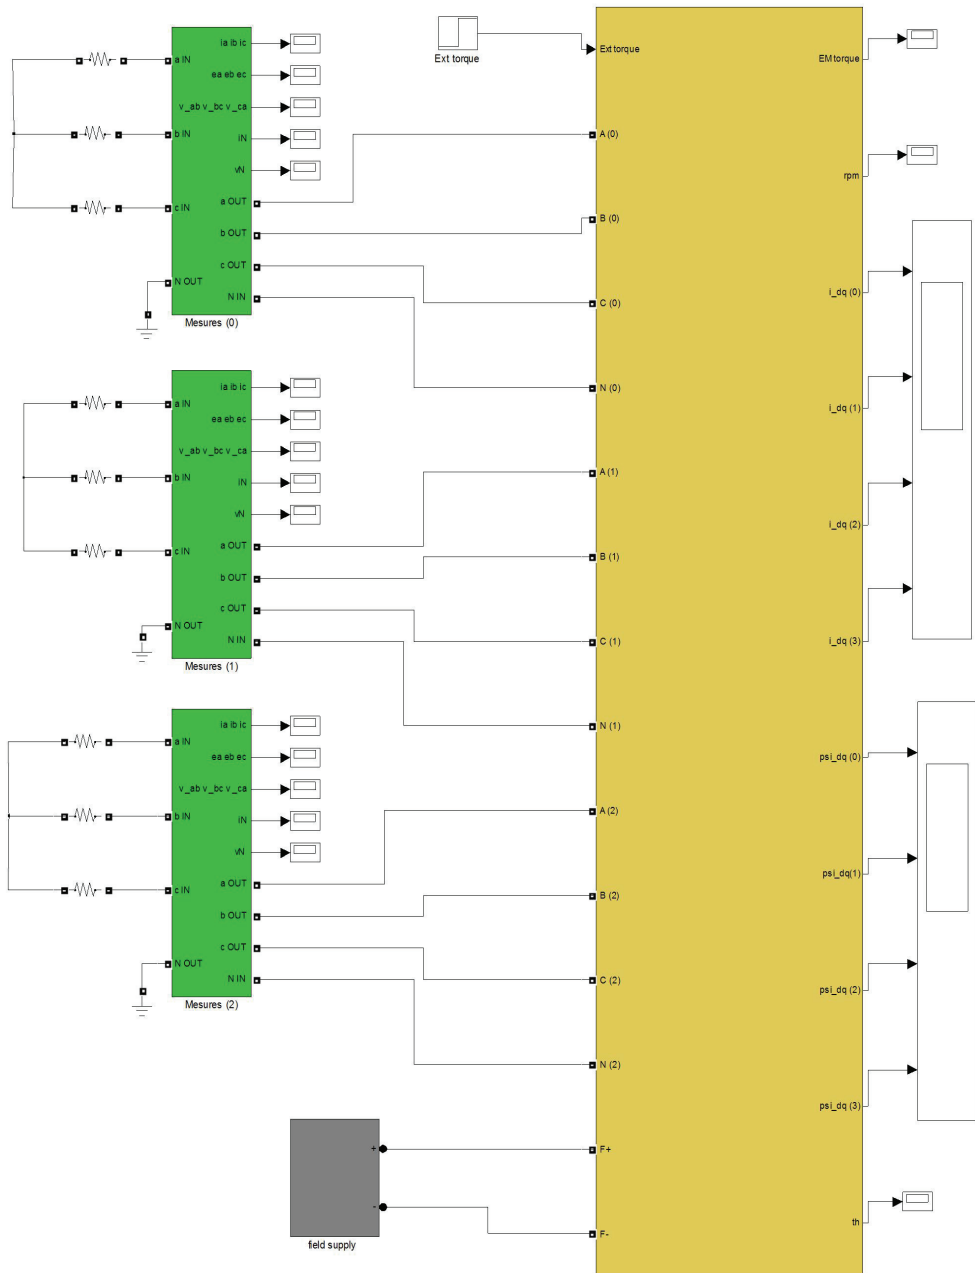 ia ib ic
a IN
ea eb ec
v_ab v_bc v_ca
b IN
iN
vN
a OUT
c IN
b OUT
c OUT
N OUT
N IN
Mesures (0)
ia ib ic
a IN
ea eb ec
v_ab v_bc v_ca
b IN
iN
vN
a OUT
c IN
b OUT
c OUT
N OUT
N IN
Mesures (1)
ia ib ic
a IN
ea eb ec
v_ab v_bc v_ca
b IN
iN
vN
a OUT
c IN
b OUT
c OUT
N OUT
N IN
Mesures (2)
+
-
field supply
Ext torque
Ext torque
A (0)
B (0)
C (0)
N (0)
A (1)
B (1)
C (1)
N (1)
A (2)
B (2)
C (2)
N (2)
F+
F-
EM torque
rpm
i_dq (0)
i_dq (1)
i_dq (2)
i_dq (3)
psi_dq (0)
psi_dq(1)
psi_dq (2)
psi_dq (3)
th